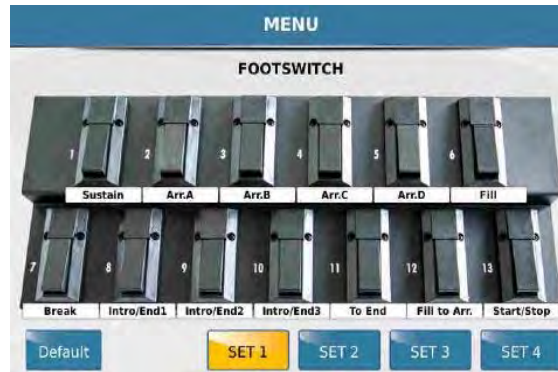 MENU
FOOTSWITCH
1 2 3 4 5 6
Sustain Arr.A Arr.B Arr.C Arr.D Fill
7 8 9 10 11 12 13
Break Intro/End1 Intro/End2 Intro/End3 To End Fill to Arr. Start/Stop
Default SET 1 SET 2 SET 3 SET 4